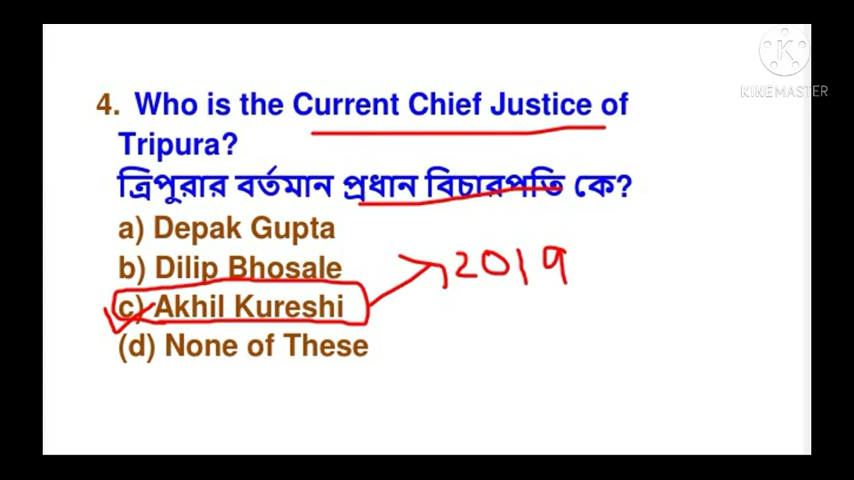 4. Who is the Current Chief Justice of
Tripura?
ত্রিপুরার বর্তমান প্রধান বিচারপতি কে?
a) Depak Gupta
b) Dilip Bhosale
c) Akhil Kureshi
(d) None of These
2019
K
KINEMASTER